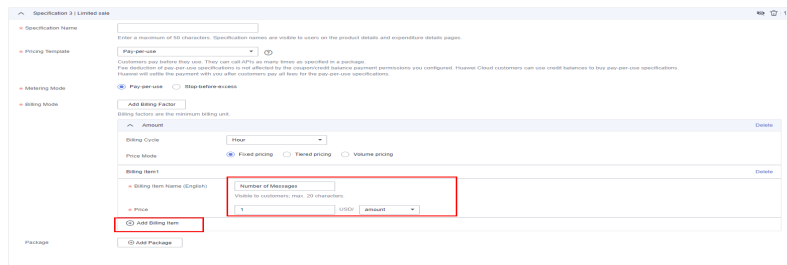 Specification 3 | Limited sale
Specification Name
Enter a maximum of 50 characters. Specification names are visible to users on the product details and expenditure details pages.
Pricing Template
Pay-per-use
Customers pay before they use. They can call APIs as many times as specified in a package.
Fee deduction of pay-per-use specifications is not affected by the coupon/credit balance payment permissions you configured. Huawei Cloud customers can use credit balances to buy pay-per-use specifications.
Huawei will settle the payment with you after customers pay all fees for the pay-per-use specifications.
Metering Mode
Pay-per-use Stop-before-excess
Billing Mode
Add Billing Factor
Billing factors are the minimum billing unit.
Amount Delete
Billing Cycle Hour
Price Mode Fixed pricing Tiered pricing Volume pricing
Billing Item1 Delete
* Billing Item Name (English) Number of Messages
Visible to customers; max. 20 characters.
* Price 1 USD/ amount
Add Billing Item
Package Add Package